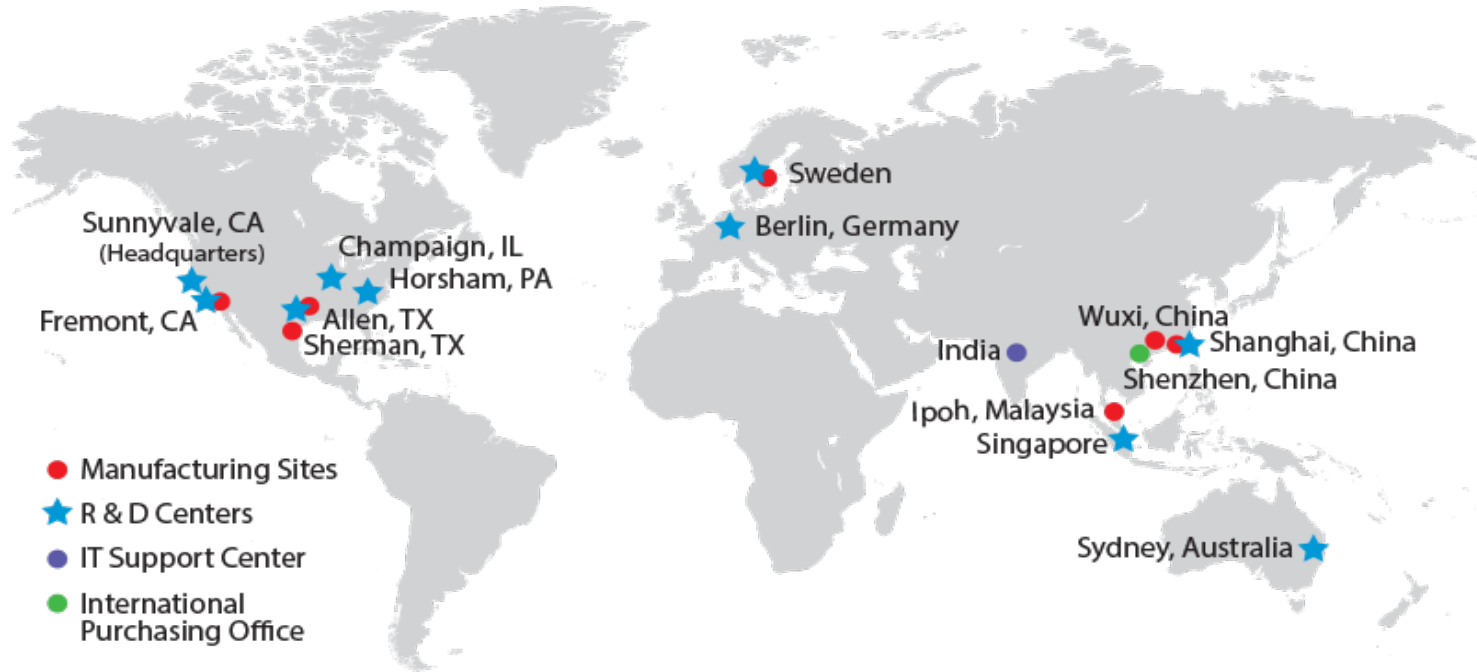 Sweden
Berlin, Germany
Sunnyvale, CA
(Headquarters)
Champaign, IL
Horsham, PA
Fremont, CA
Allen, TX
Sherman, TX
Wuxi, China
Shanghai, China
India
Shenzhen, China
Ipoh, Malaysia
Singapore
Sydney, Australia
Manufacturing Sites
R & D Centers
IT Support Center
International
Purchasing Office